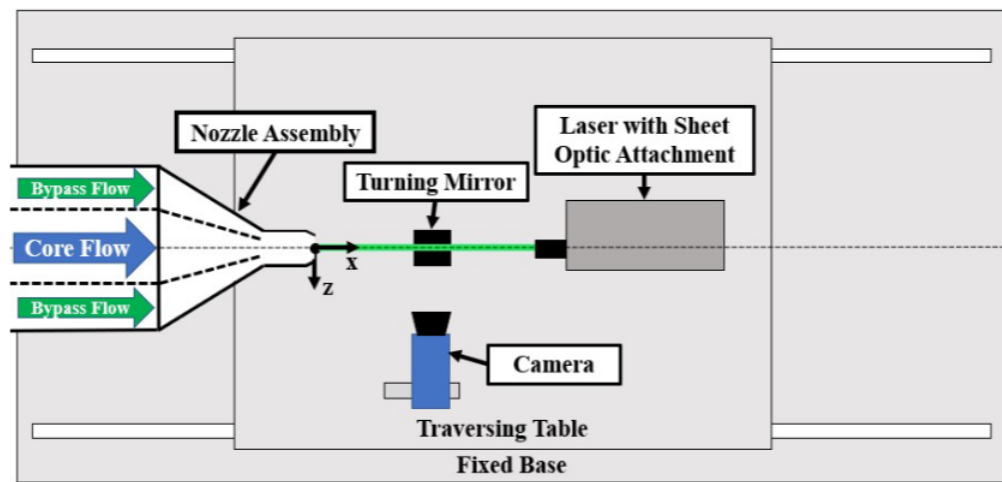 Nozzle Assembly
Laser with Sheet
Optic Attachment
Turning Mirror
Bypass Flow
Core Flow
Bypass Flow
x
z
Camera
Traversing Table
Fixed Base